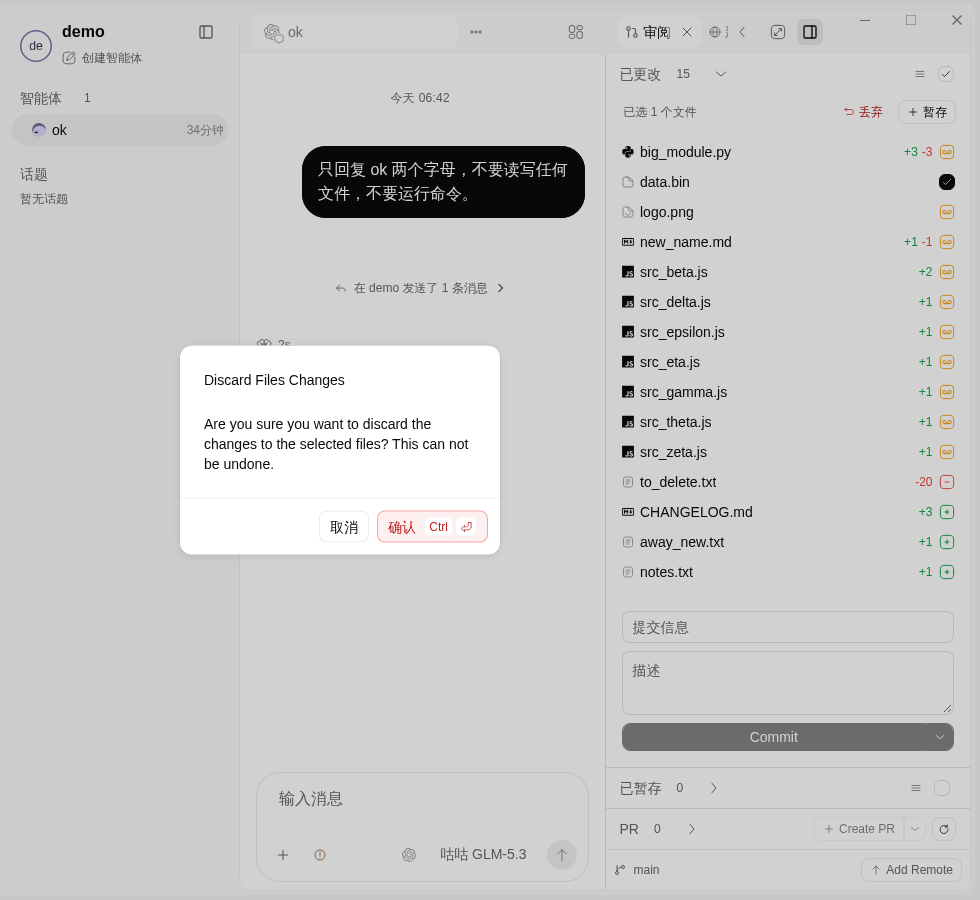 de
demo
创建智能体
智能体 1
ok 34分钟
话题
暂无话题
ok
今天 06:42
只回复 ok 两个字母，不要读写任何
文件，不要运行命令。
在 demo 发送了 1 条消息
2s
Discard Files Changes
Are you sure you want to discard the
changes to the selected files? This can not
be undone.
取消
确认 Ctrl
输入消息
咕咕 GLM-5.3
审阅
已更改 15
已选 1 个文件
丢弃
暂存
big_module.py +3 -3
data.bin
logo.png
new_name.md +1 -1
src_beta.js +2
src_delta.js +1
src_epsilon.js +1
src_eta.js +1
src_gamma.js +1
src_theta.js +1
src_zeta.js +1
to_delete.txt -20
CHANGELOG.md +3
away_new.txt +1
notes.txt +1
提交信息
描述
Commit
已暂存 0
PR 0
Create PR
main
Add Remote